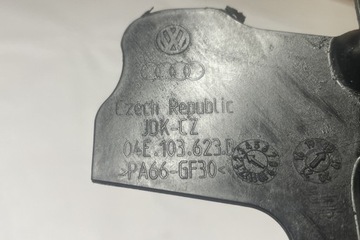 Czech Republic
JDK-CZ
04E.103.623.
>PA66-GF30<